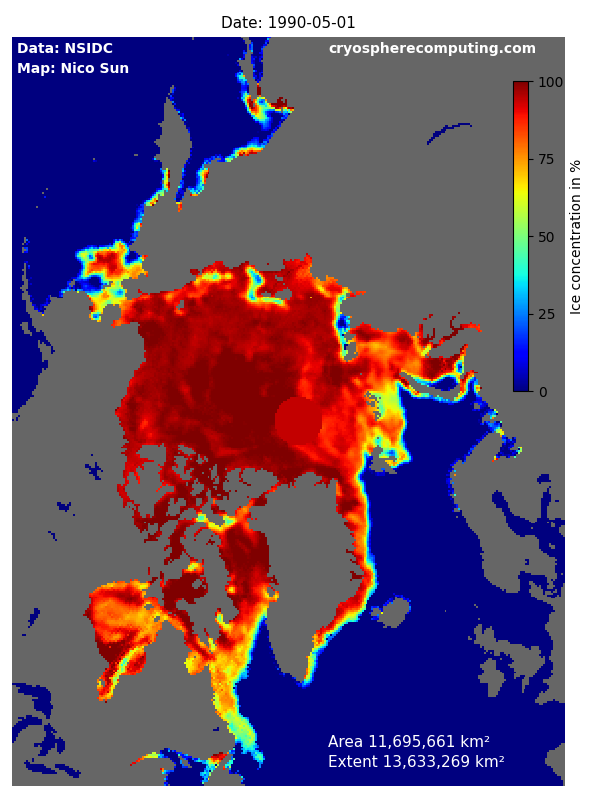 Date: 1990-05-01
Data: NSIDC
Map: Nico Sun
cryospherecomputing.com
100
75
50
25
0
Ice concentration in %
Area 11,695,661 km²
Extent 13,633,269 km²